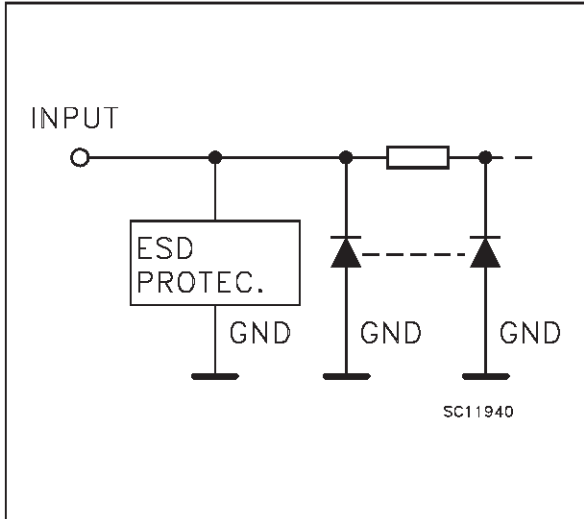 INPUT
ESD
PROTEC.
GND
GND
GND
SC11940